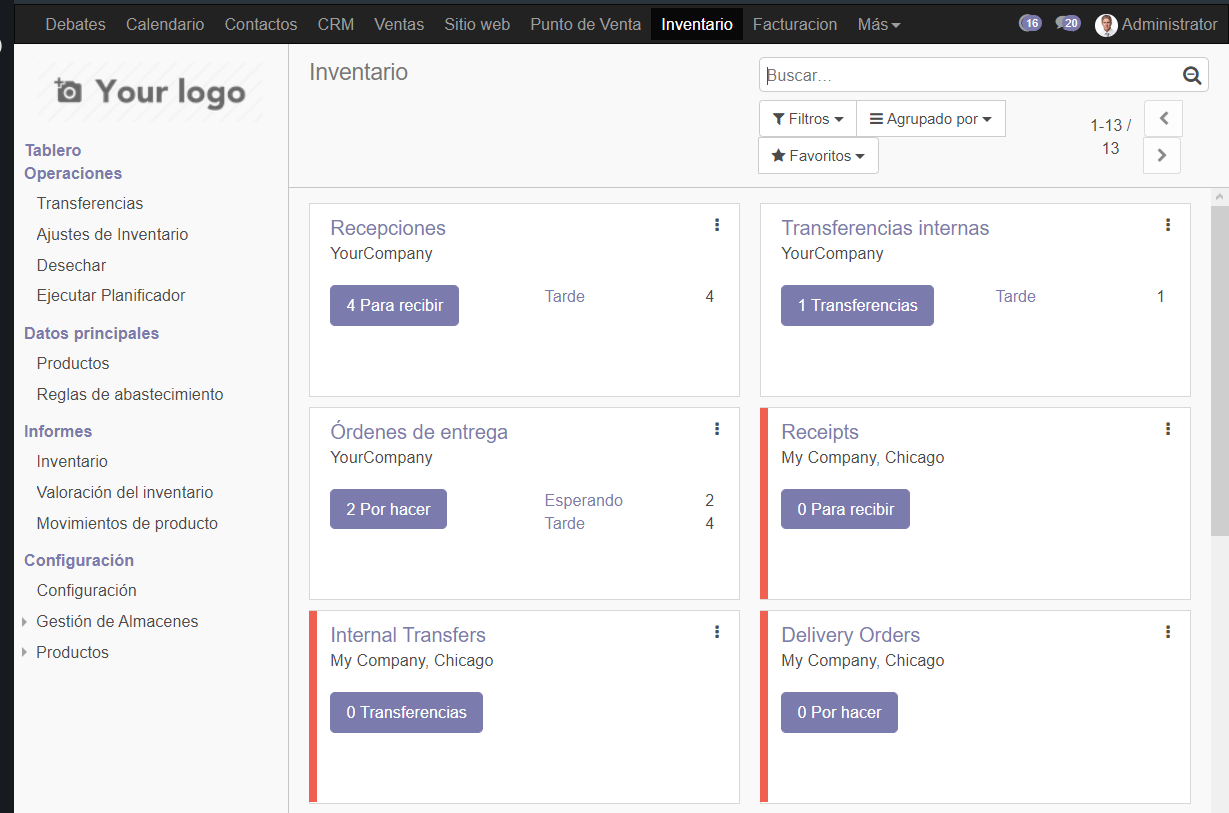 Debates Calendario Contactos CRM Ventas Sitio web Punto de Venta Inventario Facturacion Más 16 20 Administrator
Your logo
Tablero
Operaciones
Transferencias
Ajustes de Inventario
Desechar
Ejecutar Planificador
Datos principales
Productos
Reglas de abastecimiento
Informes
Inventario
Valoración del inventario
Movimientos de producto
Configuración
Configuración
Gestión de Almacenes
Productos
Inventario
Buscar...
Filtros Agrupado por
Favoritos
1-13 /
13
Recepciones
YourCompany
4 Para recibir Tarde 4
Transferencias internas
YourCompany
1 Transferencias Tarde 1
Órdenes de entrega
YourCompany
2 Por hacer Esperando 2
Tarde 4
Receipts
My Company, Chicago
0 Para recibir
Internal Transfers
My Company, Chicago
0 Transferencias
Delivery Orders
My Company, Chicago
0 Por hacer